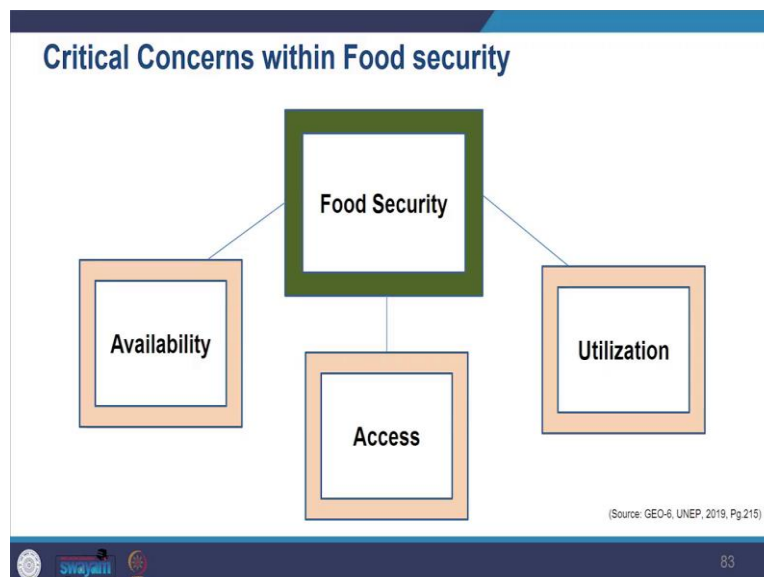 Critical Concerns within Food security
Food Security
Availability
Utilization
Access
(Source: GEO-6, UNEP, 2019, Pg.215)
swayam
83